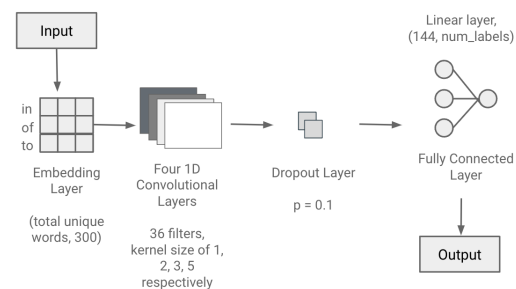 Input
in
of
to
Embedding
Layer
(total unique
words, 300)
Four 1D
Convolutional
Layers
36 filters,
kernel size of 1,
2, 3, 5
respectively
Dropout Layer
p = 0.1
Linear layer,
(144, num_labels)
Fully Connected
Layer
Output